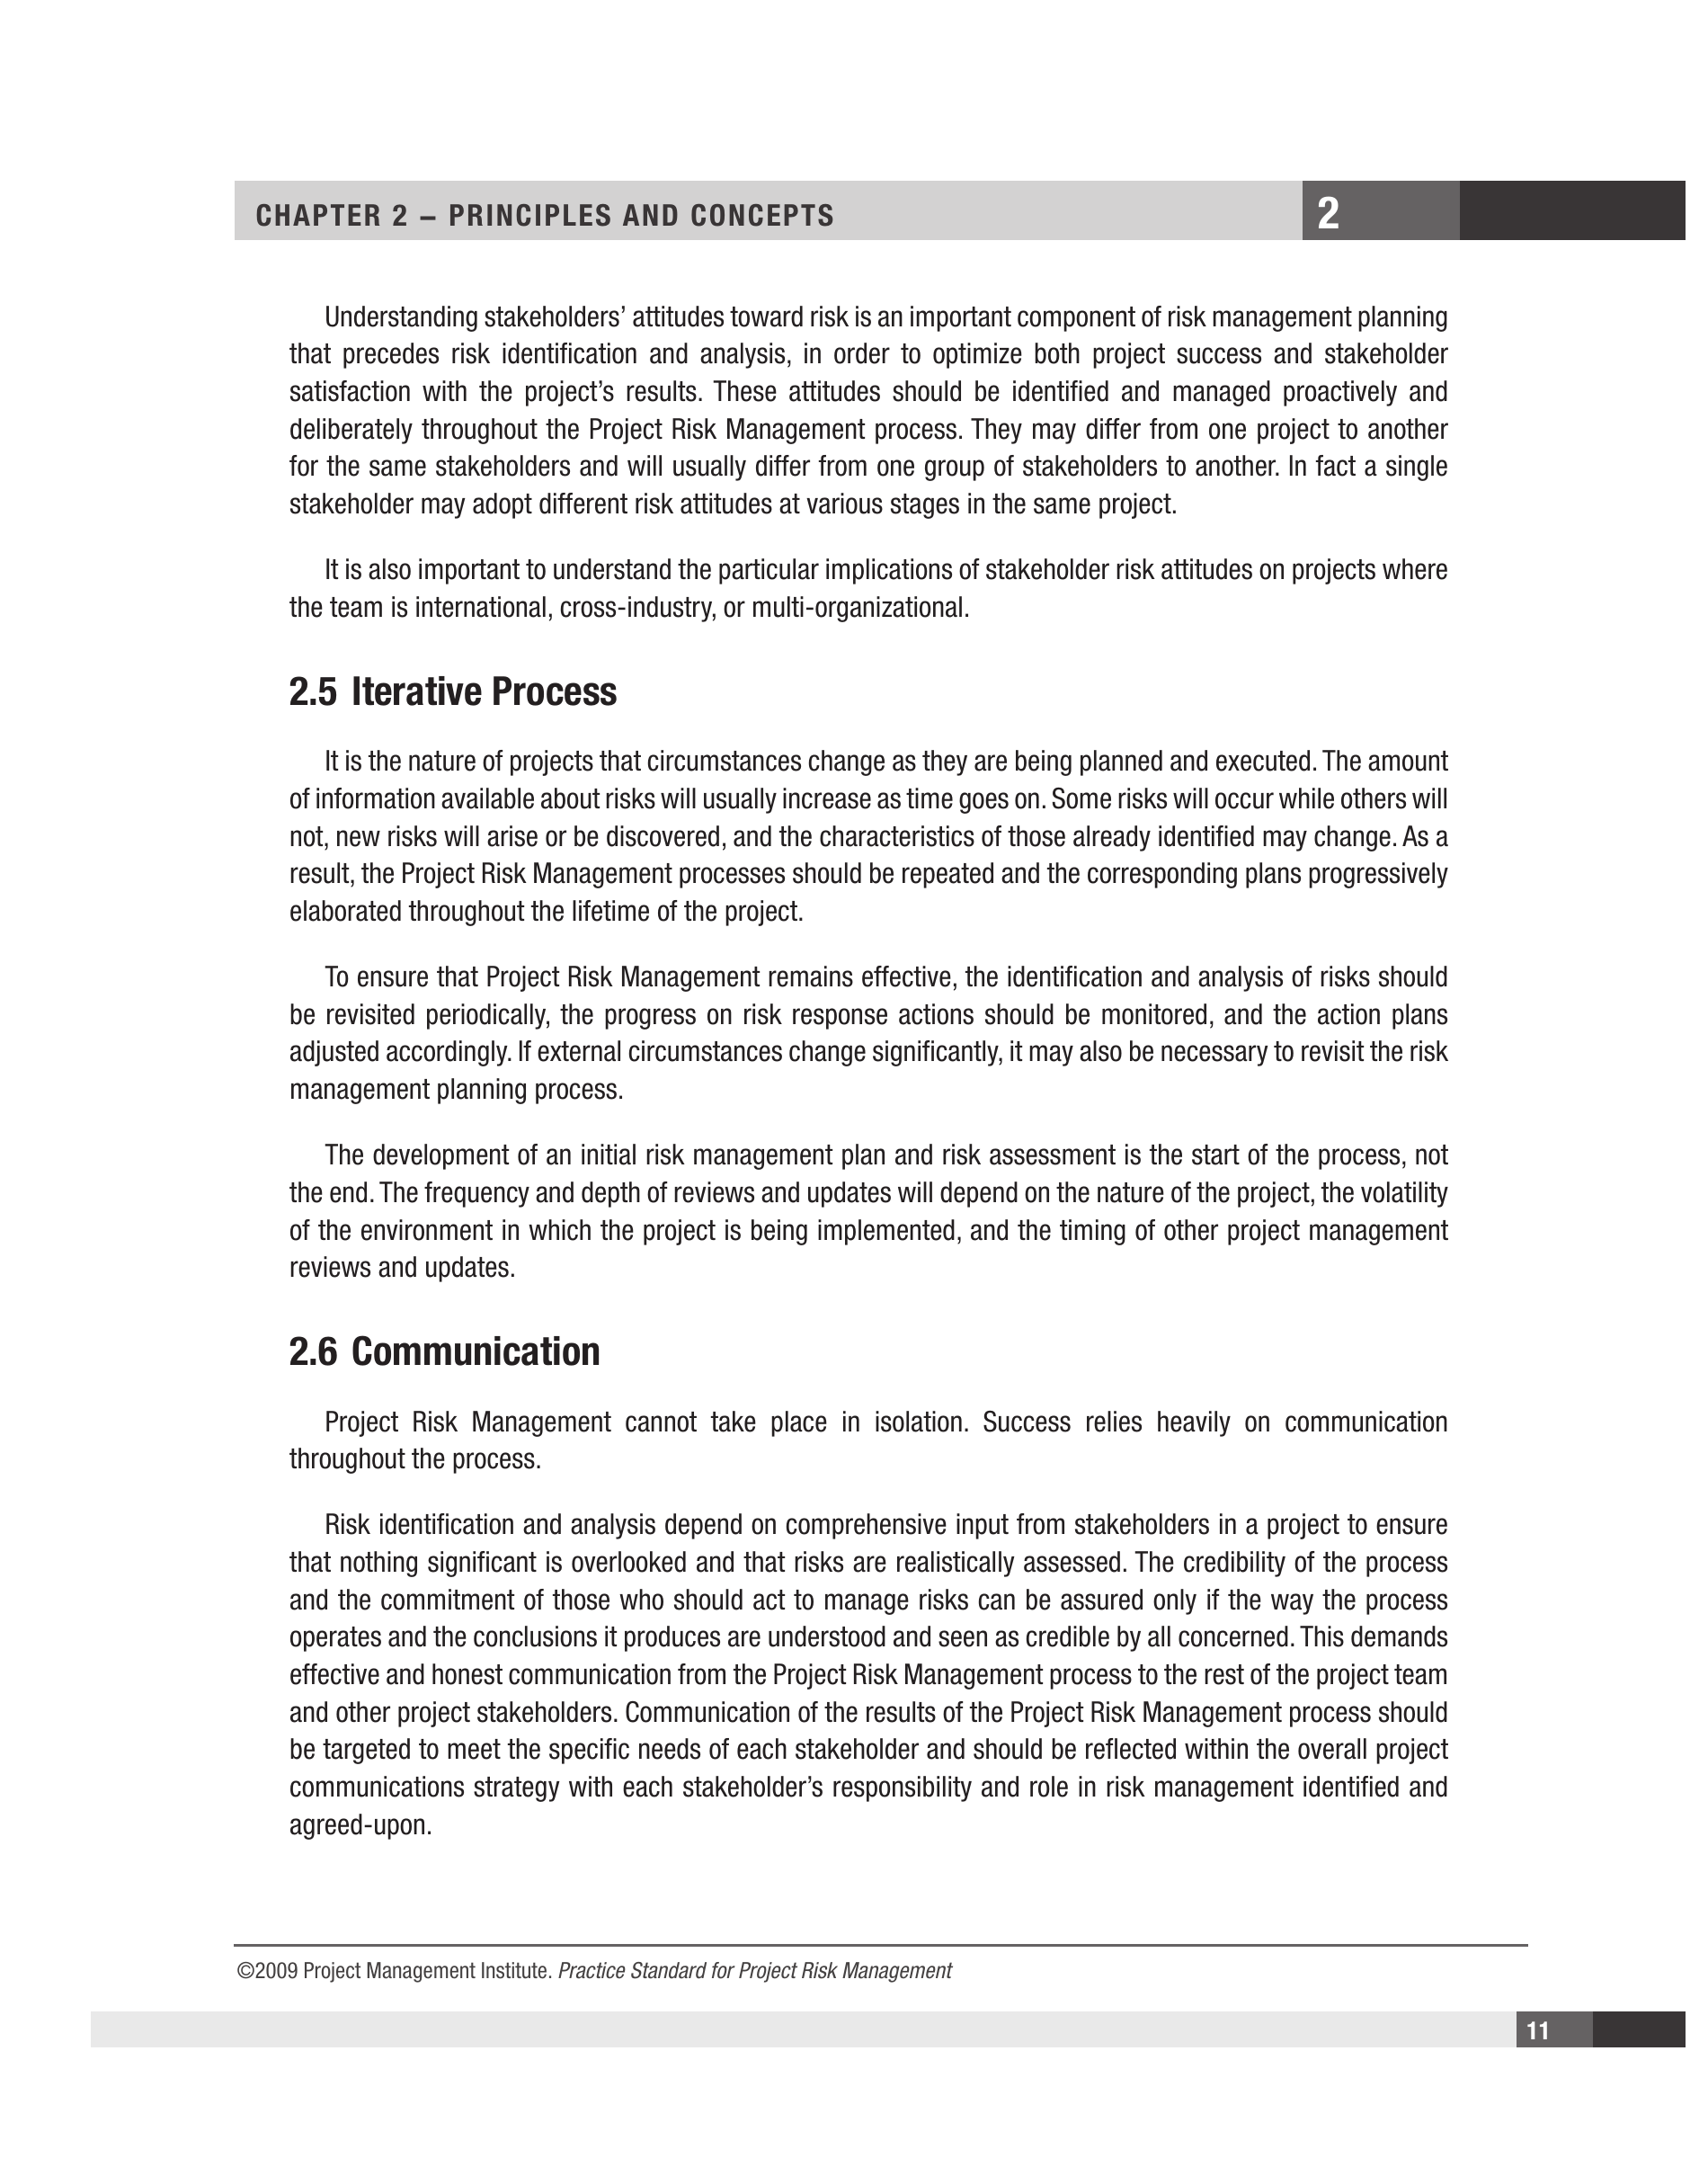 CHAPTER 2 – PRINCIPLES AND CONCEPTS 2
Understanding stakeholders’ attitudes toward risk is an important component of risk management planning
that precedes risk identification and analysis, in order to optimize both project success and stakeholder
satisfaction with the project’s results. These attitudes should be identified and managed proactively and
deliberately throughout the Project Risk Management process. They may differ from one project to another
for the same stakeholders and will usually differ from one group of stakeholders to another. In fact a single
stakeholder may adopt different risk attitudes at various stages in the same project.
It is also important to understand the particular implications of stakeholder risk attitudes on projects where
the team is international, cross-industry, or multi-organizational.
2.5 Iterative Process
It is the nature of projects that circumstances change as they are being planned and executed. The amount
of information available about risks will usually increase as time goes on. Some risks will occur while others will
not, new risks will arise or be discovered, and the characteristics of those already identified may change. As a
result, the Project Risk Management processes should be repeated and the corresponding plans progressively
elaborated throughout the lifetime of the project.
To ensure that Project Risk Management remains effective, the identification and analysis of risks should
be revisited periodically, the progress on risk response actions should be monitored, and the action plans
adjusted accordingly. If external circumstances change significantly, it may also be necessary to revisit the risk
management planning process.
The development of an initial risk management plan and risk assessment is the start of the process, not
the end. The frequency and depth of reviews and updates will depend on the nature of the project, the volatility
of the environment in which the project is being implemented, and the timing of other project management
reviews and updates.
2.6 Communication
Project Risk Management cannot take place in isolation. Success relies heavily on communication
throughout the process.
Risk identification and analysis depend on comprehensive input from stakeholders in a project to ensure
that nothing significant is overlooked and that risks are realistically assessed. The credibility of the process
and the commitment of those who should act to manage risks can be assured only if the way the process
operates and the conclusions it produces are understood and seen as credible by all concerned. This demands
effective and honest communication from the Project Risk Management process to the rest of the project team
and other project stakeholders. Communication of the results of the Project Risk Management process should
be targeted to meet the specific needs of each stakeholder and should be reflected within the overall project
communications strategy with each stakeholder’s responsibility and role in risk management identified and
agreed-upon.
©2009 Project Management Institute. Practice Standard for Project Risk Management
11